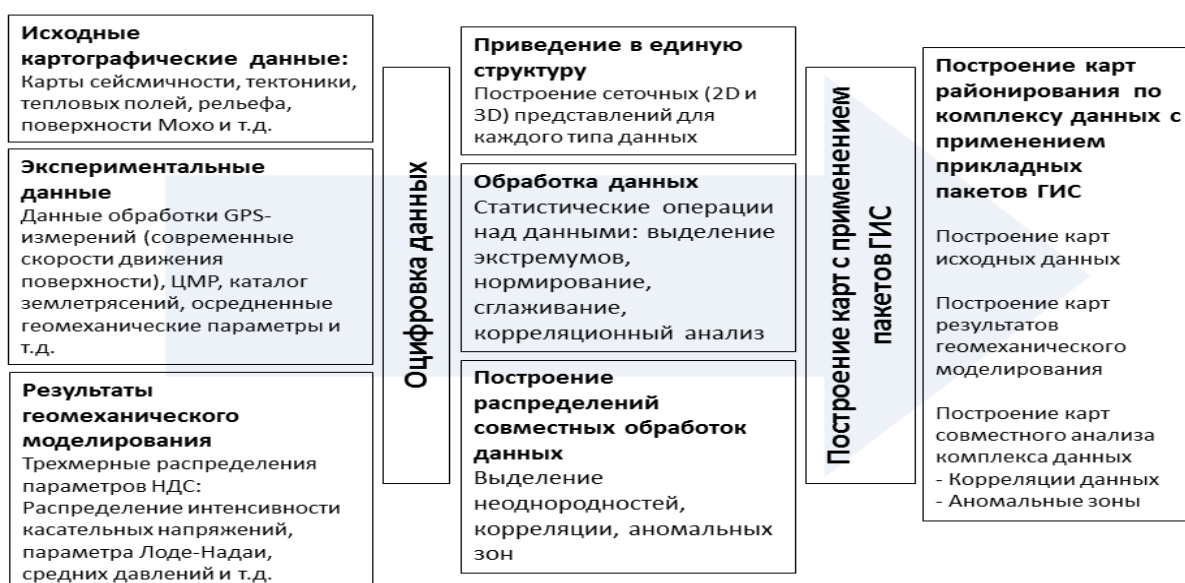 Исходные
картографические данные:
Карты сейсмичности, тектоники,
тепловых полей, рельефа,
поверхности Мохо и т.д.
Экспериментальные
данные
Данные обработки GPS-
измерений (современные
скорости движения
поверхности), ЦМР, каталог
землетрясений, осредненные
геомеханические параметры и
т.д.
Результаты
геомеханического
моделирования
Трехмерные распределения
параметров НДС:
Распределение интенсивности
касательных напряжений,
параметра Лоде-Надаи,
средних давлений и т.д.
Оцифровка данных
Приведение в единую
структуру
Построение сеточных (2D и
3D) представлений для
каждого типа данных
Обработка данных
Статистические операции
над данными: выделение
экстремумов,
нормирование,
сглаживание,
корреляционный анализ
Построение
распределений
совместных обработок
данных
Выделение
неоднородностей,
корреляции, аномальных
зон
Построение карт с применением
пакетов ГИС
Построение карт
районирования по
комплексу данных с
применением
прикладных
пакетов ГИС
Построение карт
исходных данных
Построение карт
результатов
геомеханического
моделирования
Построение карт
совместного анализа
комплекса данных
- Корреляции данных
- Аномальные зоны